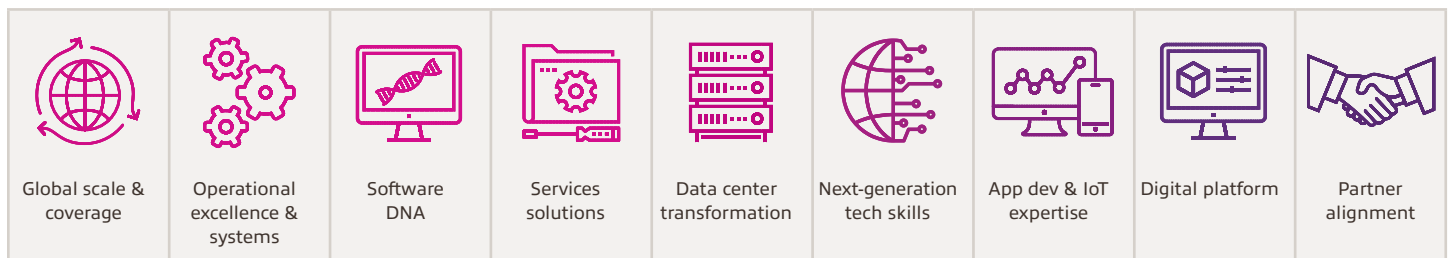 Global scale &
coverage
Operational
excellence &
systems
Software
DNA
Services
solutions
Data center
transformation
Next-generation
tech skills
App dev & IoT
expertise
Digital platform
Partner
alignment